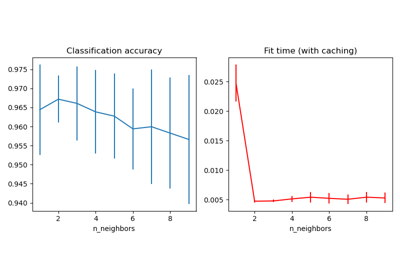 Classification accuracy
0.975
0.970
0.965
0.960
0.955
0.950
0.945
0.940
2 4 6 8
n_neighbors
Fit time (with caching)
0.025
0.020
0.015
0.010
0.005
2 4 6 8
n_neighbors